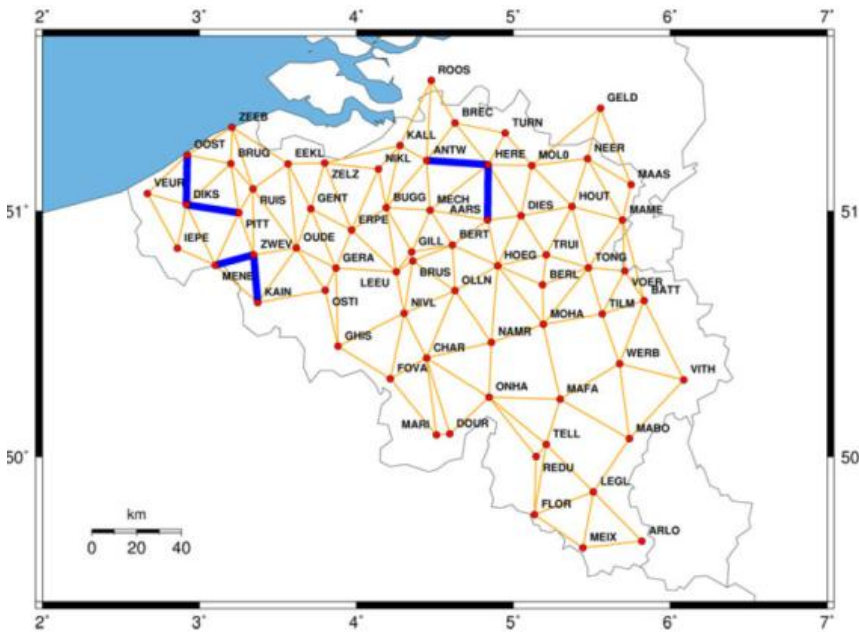 2° 3° 4° 5° 6° 7°
ROOS
GELD
BREC
ZEEB
TURN
KALL
OOST
BRUG
EEKL
ANTW
HERE
MOL0
NEER
NIKL
ZELZ
MAAS
VEUR
DIKS
RUIS
GENT
BUGG
MECH
DIES
HOUT
51° 51°
AARS
MAME
PITT
ERPE
IEPE
ZWEV
OUDE
GILL
BERT
TRUI
GERA
HOEG
TONG
MENE
LEEU
BRUS
BERL
VOER
KAIN
OLLN
BATT
OSTI
NIVL
MOHA
TILM
GHIS
NAMR
CHAR
WERB
FOVA
VITH
ONHA
MAFA
MARI
DOUR
MABO
TELL
50° 50°
REDU
LEGL
FLOR
km
ARLO
MEIX
0 20 40
2° 3° 4° 5° 6° 7°